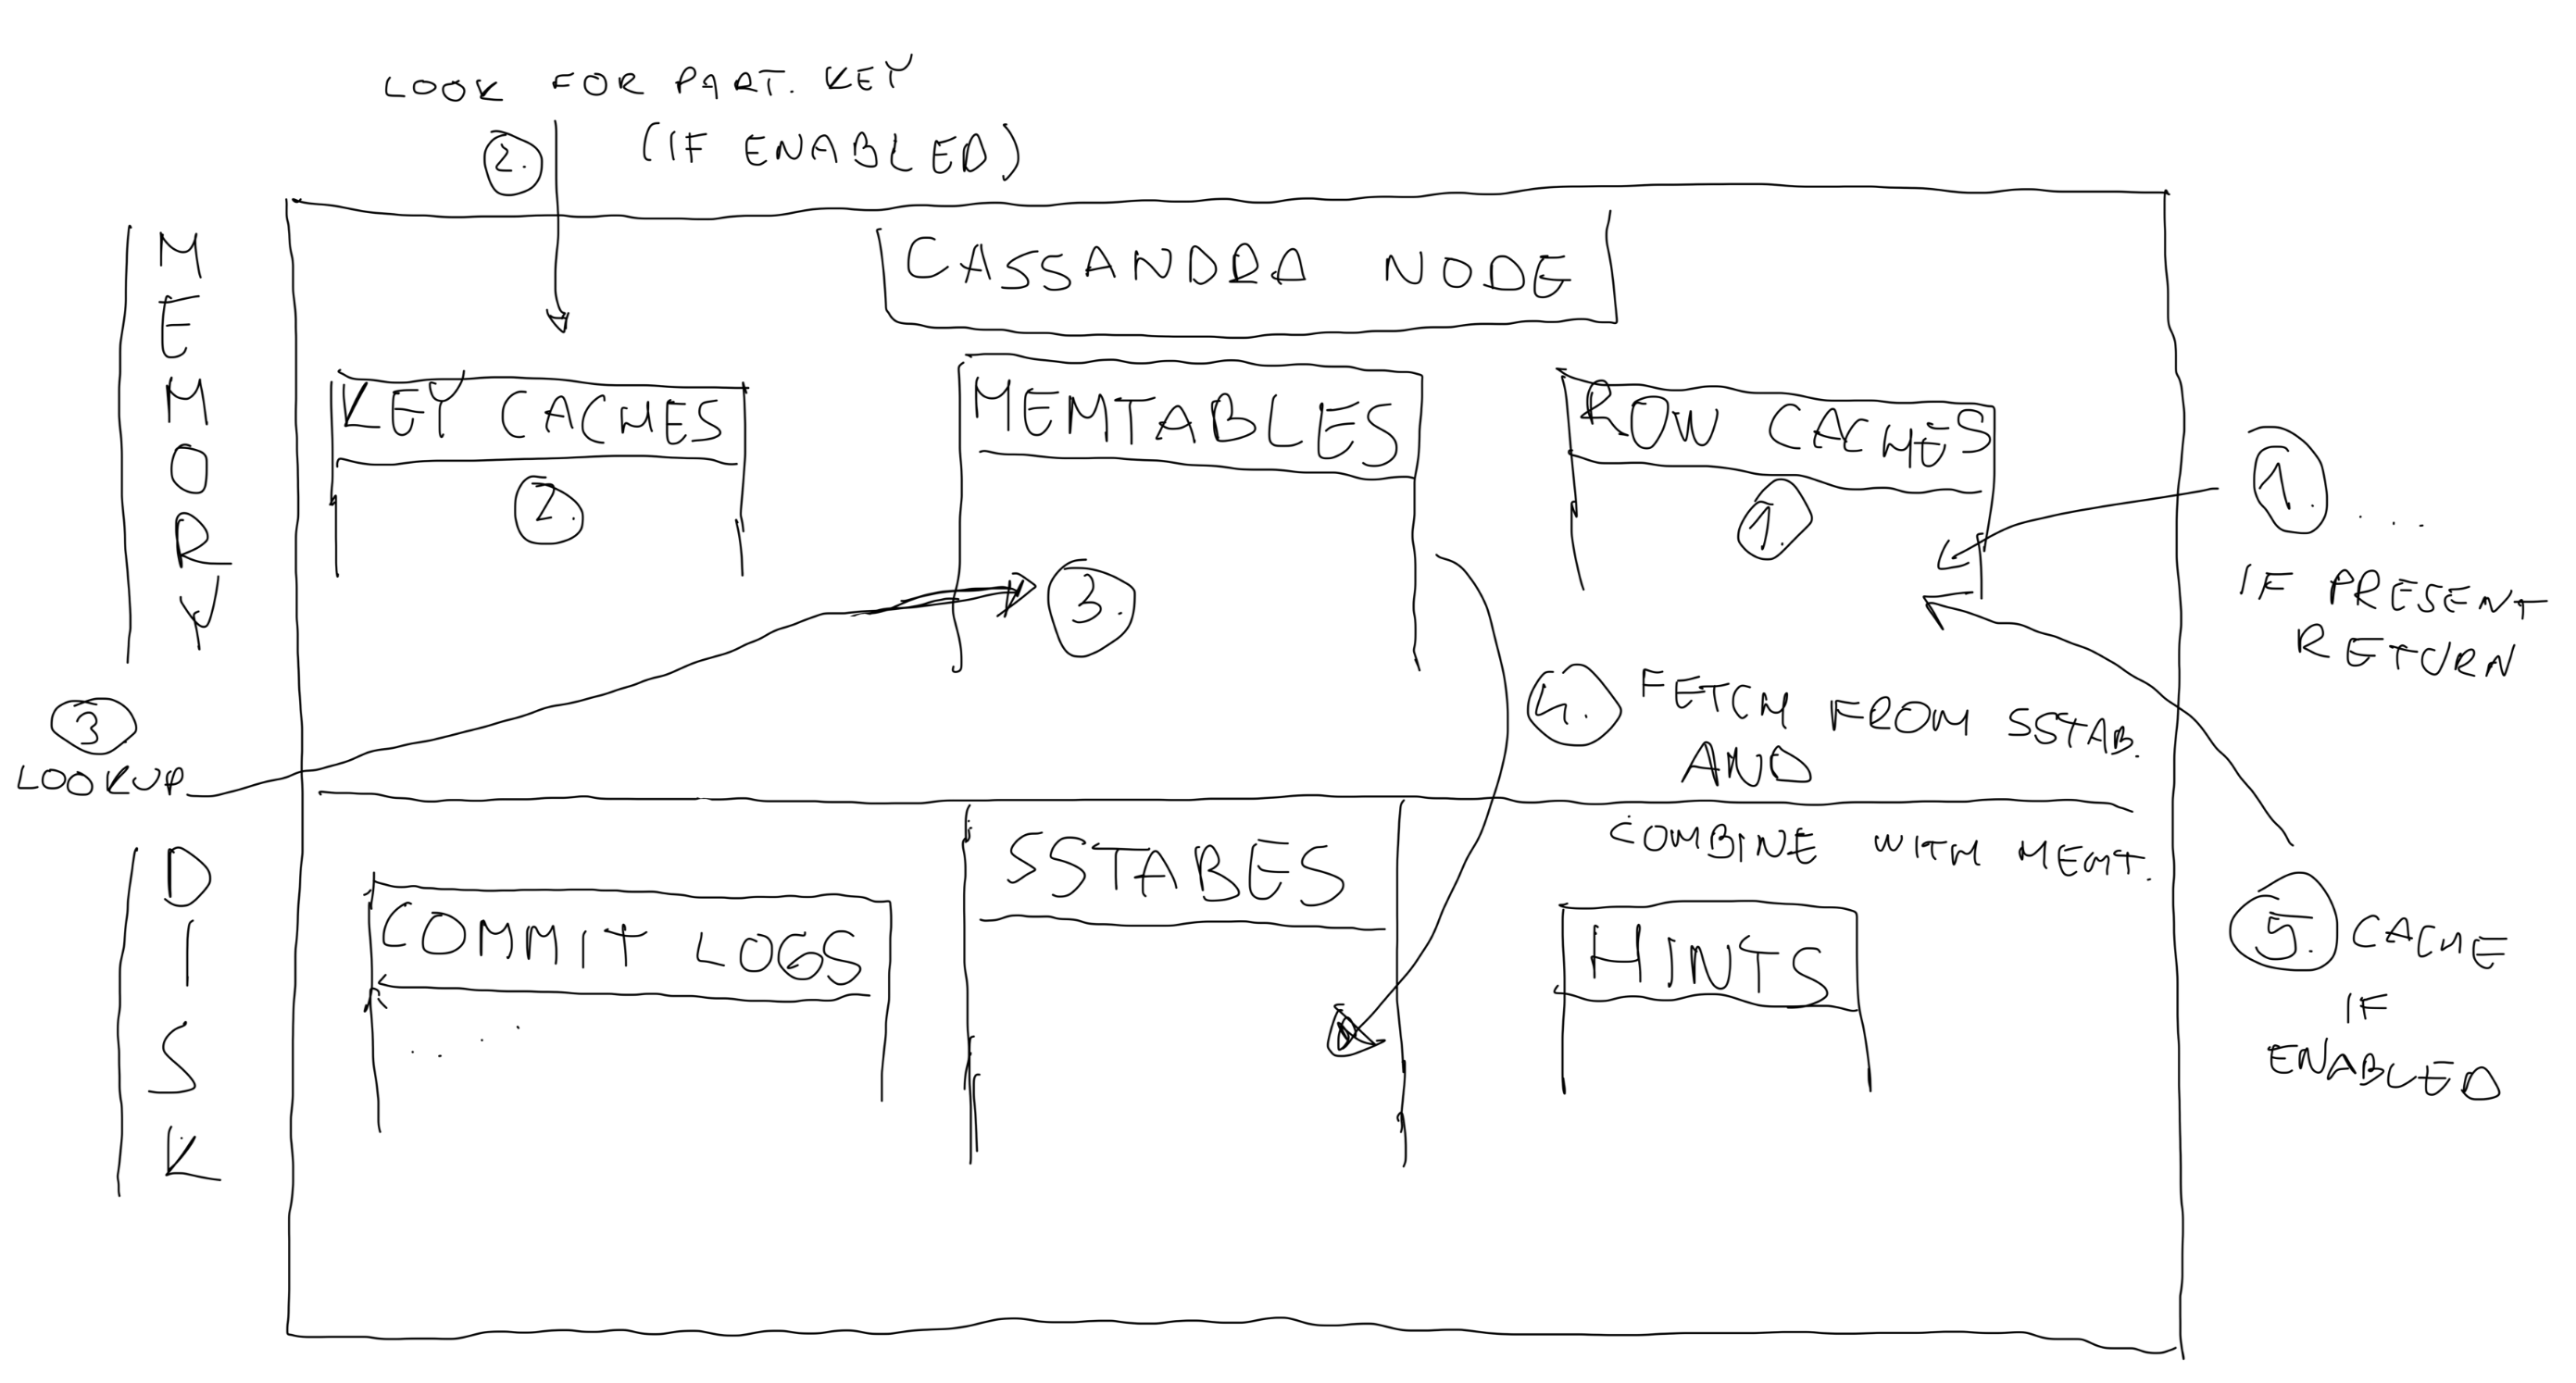 LOOK FOR PART. KEY
2. (IF ENABLED)
MEMORY
CASSANDRA NODE
KEY CACHES
2.
MEMTABLES
3.
ROW CACHES
1.
1. ....
IF PRESENT
RETURN
3
LOOKUP
4. FETCH FROM SSTAB.
AND
COMBINE WITH MEMT.
DISK
COMMIT LOGS
....
SSTABES
HINTS
5. CACHE
IF
ENABLED